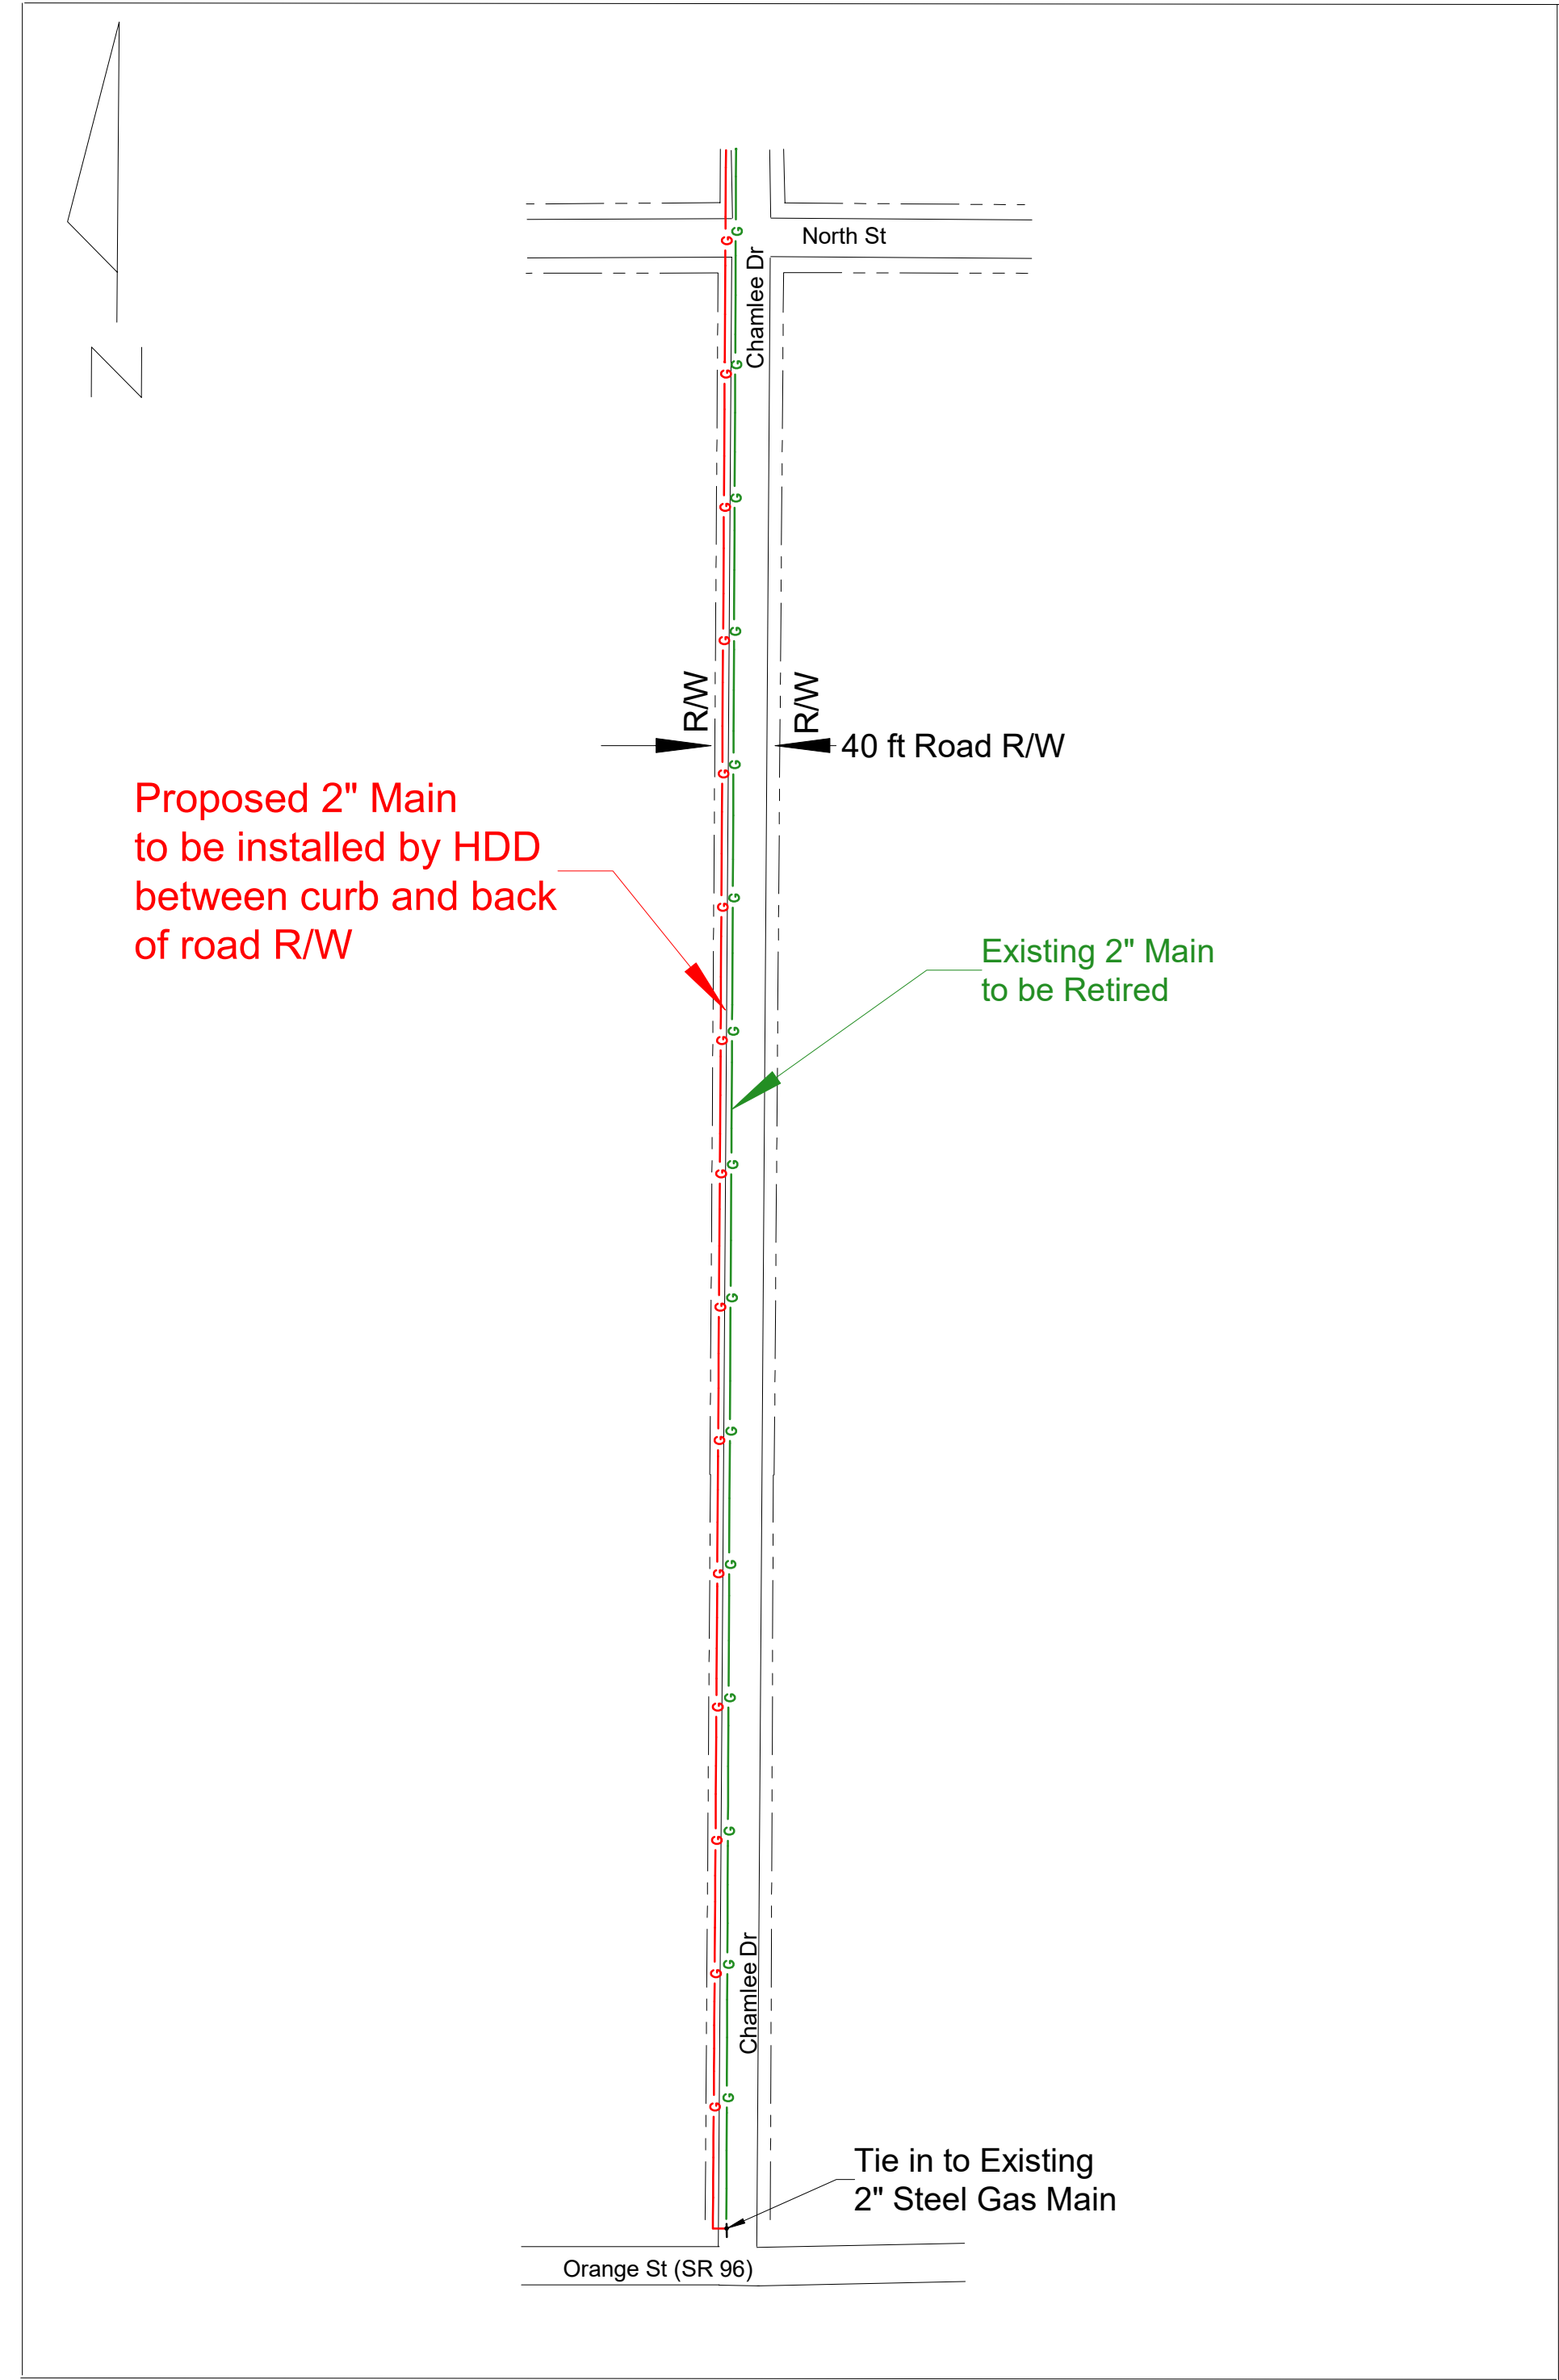 North St
Chamlee Dr
N
R/W
R/W
40 ft Road R/W
Proposed 2" Main
to be installed by HDD
between curb and back
of road R/W
Existing 2" Main
to be Retired
G G G G G G G G G G G G G G G
G G G G G G G G G G G G G G G
Chamlee Dr
Tie in to Existing
2" Steel Gas Main
Orange St (SR 96)